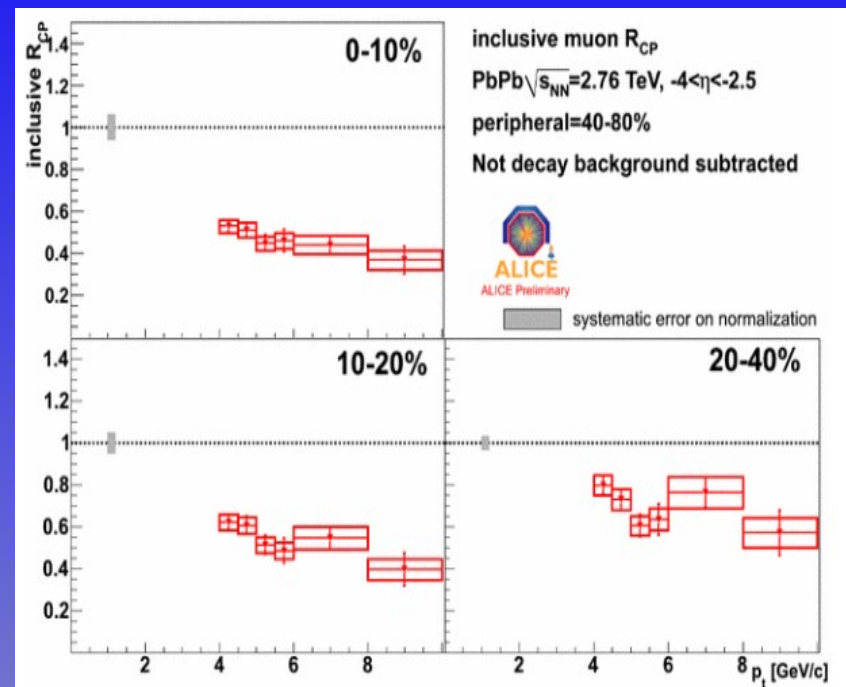 inclusive R_CP
1.4
1.2
1
0.8
0.6
0.4
0.2
0-10%
inclusive muon R_CP
PbPb√s_NN=2.76 TeV, -4<η<-2.5
peripheral=40-80%
Not decay background subtracted
ALICE
ALICE Preliminary
systematic error on normalization
1.4
1.2
1
0.8
0.6
0.4
0.2
10-20%
20-40%
2 4 6 8
2 4 6 8 p_t [GeV/c]